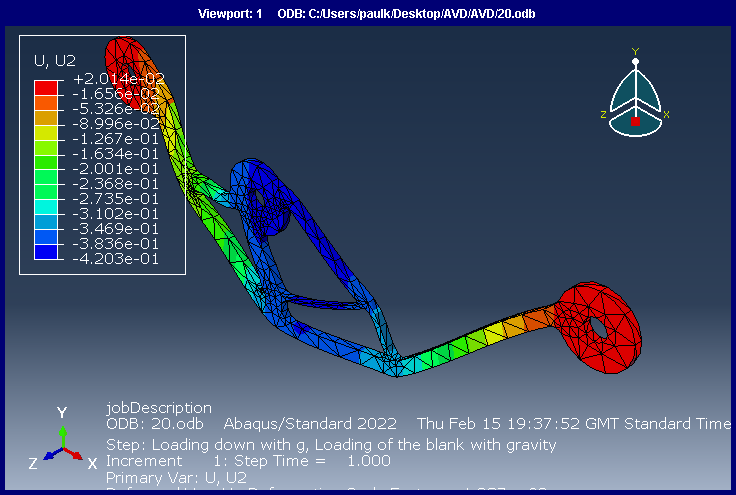 Viewport: 1 ODB: C:/Users/paulk/Desktop/AVD/AVD/20.odb
U, U2
+2.014e-02
-1.656e-02
-5.326e-02
-8.996e-02
-1.267e-01
-1.634e-01
-2.001e-01
-2.368e-01
-2.735e-01
-3.102e-01
-3.469e-01
-3.836e-01
-4.203e-01
Y
Z X
Y
Z X
jobDescription
ODB: 20.odb Abaqus/Standard 2022 Thu Feb 15 19:37:52 GMT Standard Time
Step: Loading down with g, Loading of the blank with gravity
Increment 1: Step Time = 1.000
Primary Var: U, U2